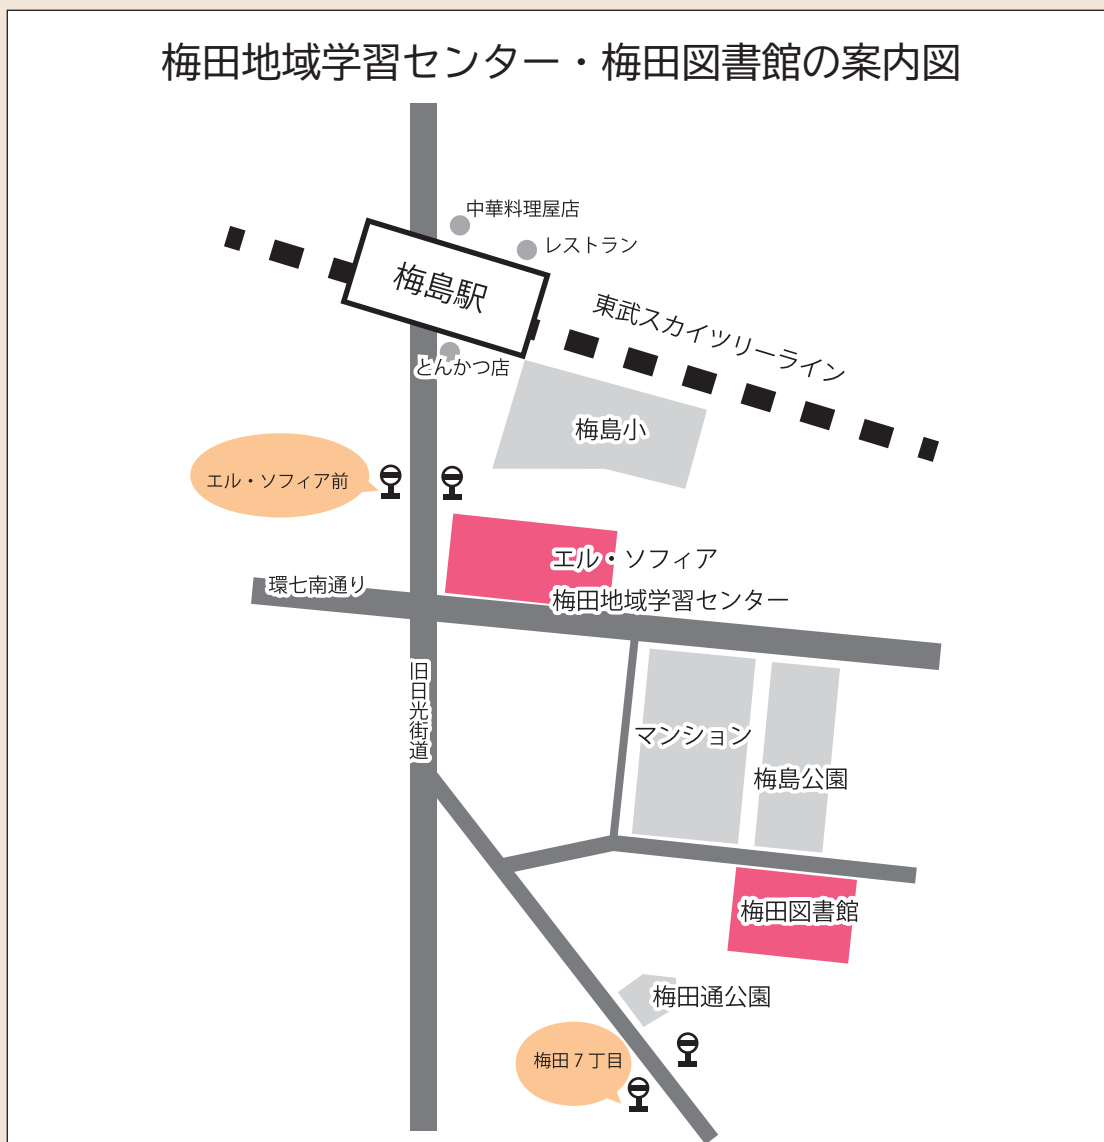 梅田地域学習センター・梅田図書館の案内図
中華料理屋店
レストラン
梅島駅
東武スカイツリーライン
とんかつ店
梅島小
エル・ソフィア前
エル・ソフィア
環七南通り
梅田地域学習センター
旧日光街道
マンション
梅島公園
梅田図書館
梅田通公園
梅田7丁目